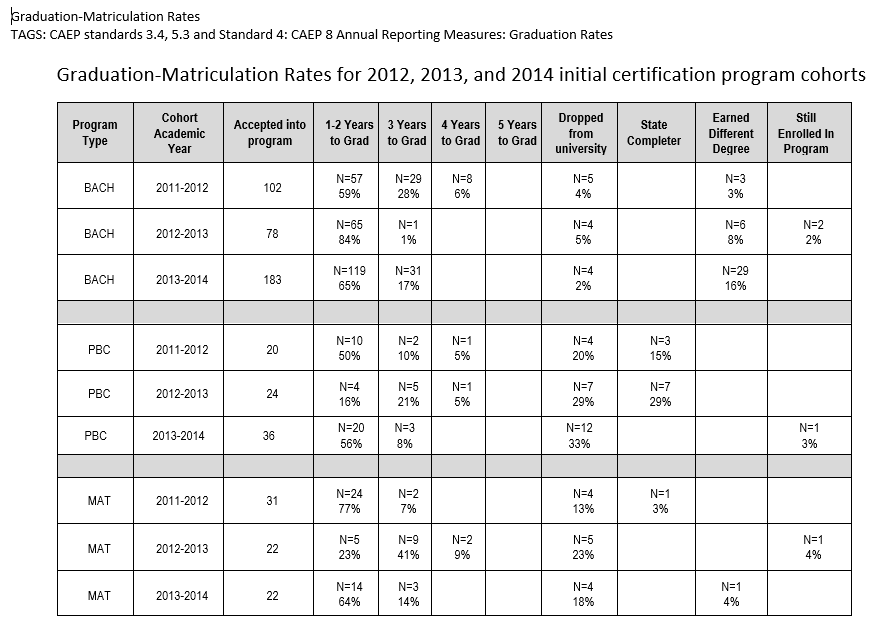 Graduation-Matriculation Rates
TAGS: CAEP standards 3.4, 5.3 and Standard 4: CAEP 8 Annual Reporting Measures: Graduation Rates
Graduation-Matriculation Rates for 2012, 2013, and 2014 initial certification program cohorts
Program Type Cohort Academic Year Accepted into program 1-2 Years to Grad 3 Years to Grad 4 Years to Grad 5 Years to Grad Dropped from university State Completer Earned Different Degree Still Enrolled In Program
BACH 2011-2012 102 N=57 59% N=29 28% N=8 6% N=5 4% N=3 3%
BACH 2012-2013 78 N=65 84% N=1 1% N=4 5% N=6 8% N=2 2%
BACH 2013-2014 183 N=119 65% N=31 17% N=4 2% N=29 16%
PBC 2011-2012 20 N=10 50% N=2 10% N=1 5% N=4 20% N=3 15%
PBC 2012-2013 24 N=4 16% N=5 21% N=1 5% N=7 29% N=7 29%
PBC 2013-2014 36 N=20 56% N=3 8% N=12 33% N=1 3%
MAT 2011-2012 31 N=24 77% N=2 7% N=4 13% N=1 3%
MAT 2012-2013 22 N=5 23% N=9 41% N=2 9% N=5 23% N=1 4%
MAT 2013-2014 22 N=14 64% N=3 14% N=4 18% N=1 4%